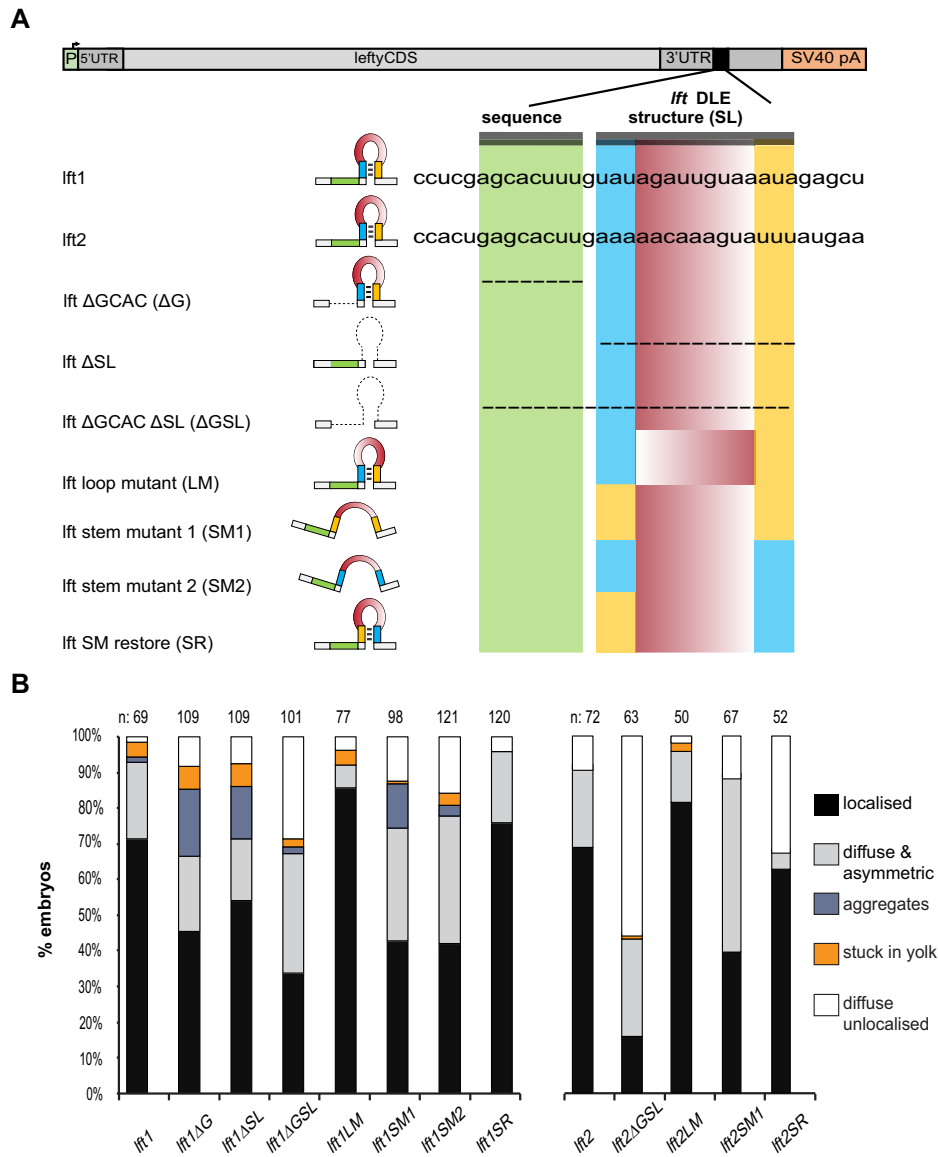 A
P 5'UTR leftyCDS 3'UTR SV40 pA
lft DLE
sequence structure (SL)
lft1 ccucgagcacuuuguauagauuguaaauagagcu
lft2 ccacugagcacuugaaaaacaaaguauuuaugaa
lft ΔGCAC (ΔG)
lft ΔSL
lft ΔGCAC ΔSL (ΔGSL)
lft loop mutant (LM)
lft stem mutant 1 (SM1)
lft stem mutant 2 (SM2)
lft SM restore (SR)
B
n: 69 109 109 101 77 98 121 120 n: 72 63 50 67 52
100%
90%
80%
70%
60%
50%
40%
30%
20%
10%
0%
% embryos
localised
diffuse &
asymmetric
aggregates
stuck in yolk
diffuse
unlocalised
lft1 lft1ΔG lft1ΔSL lft1ΔGSL lft1LM lft1SM1 lft1SM2 lft1SR lft2 lft2ΔGSL lft2LM lft2SM1 lft2SR